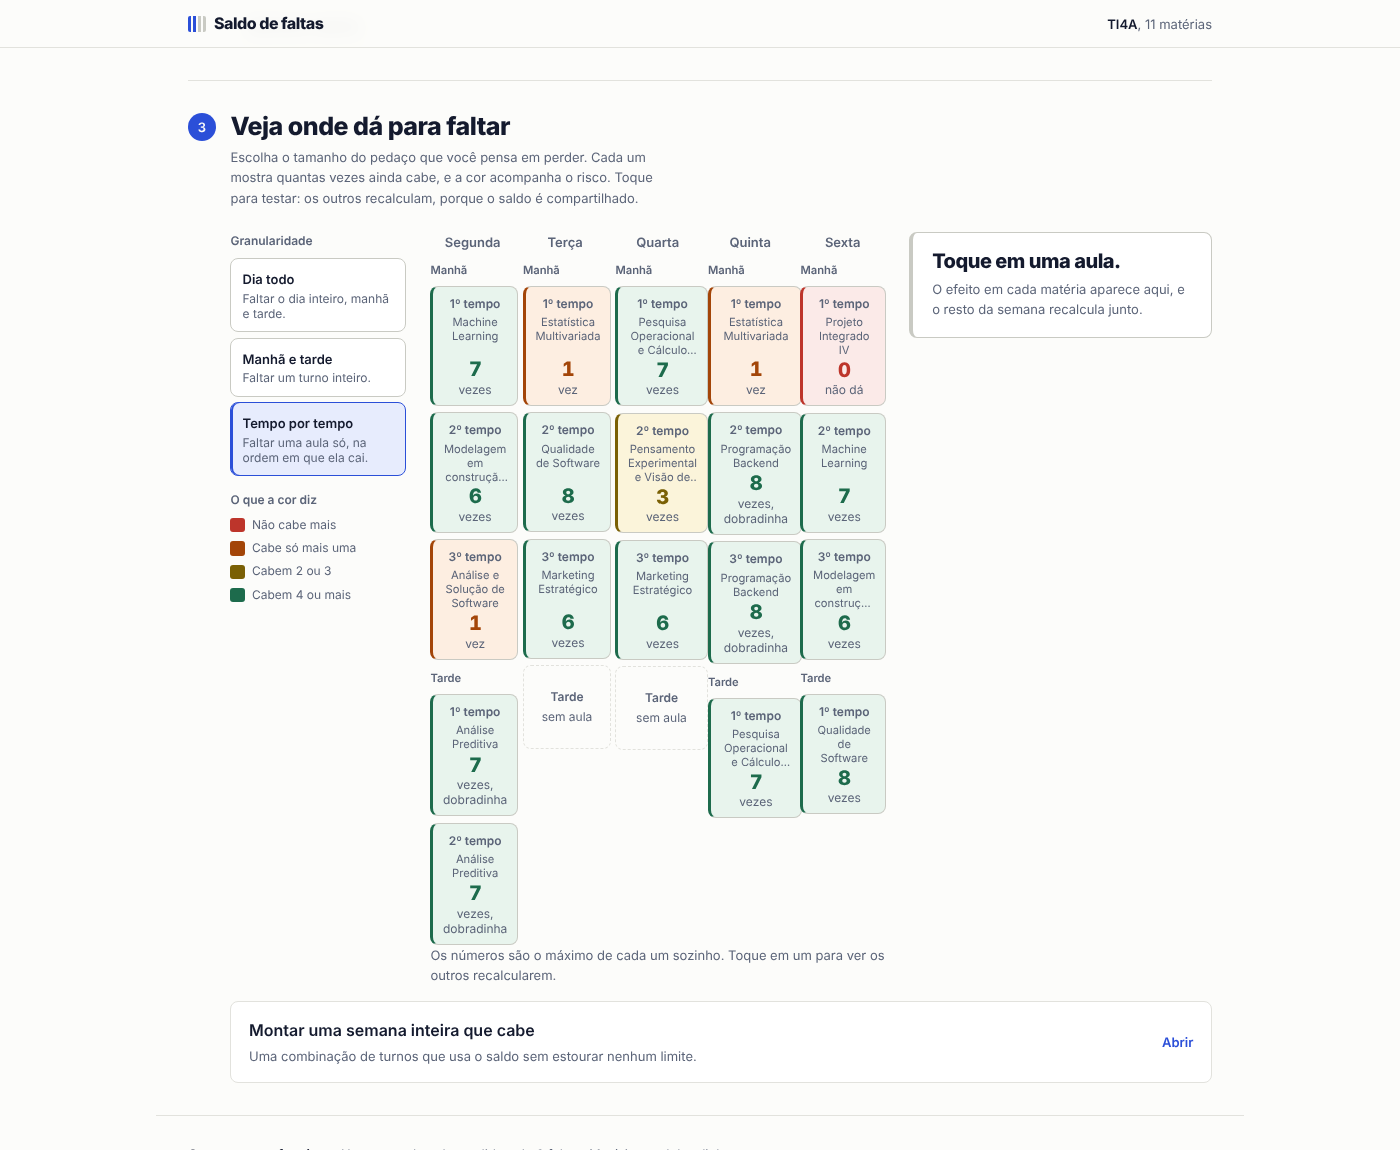 Saldo de faltas
TI4A, 11 matérias
3
Veja onde dá para faltar
Escolha o tamanho do pedaço que você pensa em perder. Cada um
mostra quantas vezes ainda cabe, e a cor acompanha o risco. Toque
para testar: os outros recalculam, porque o saldo é compartilhado.
Granularidade
Dia todo
Faltar o dia inteiro, manhã
e tarde.
Manhã e tarde
Faltar um turno inteiro.
Tempo por tempo
Faltar uma aula só, na
ordem em que ela cai.
O que a cor diz
Não cabe mais
Cabe só mais uma
Cabem 2 ou 3
Cabem 4 ou mais
Segunda
Manhã
1º tempo
Machine
Learning
7
vezes
2º tempo
Modelagem
em
construçã...
6
vezes
3º tempo
Análise e
Solução de
Software
1
vez
Tarde
1º tempo
Análise
Preditiva
7
vezes,
dobradinha
2º tempo
Análise
Preditiva
7
vezes,
dobradinha
Terça
Manhã
1º tempo
Estatística
Multivariada
1
vez
2º tempo
Qualidade
de Software
8
vezes
3º tempo
Marketing
Estratégico
6
vezes
Tarde
sem aula
Quarta
Manhã
1º tempo
Pesquisa
Operacional
e Cálculo...
7
vezes
2º tempo
Pensamento
Experimental
e Visão de..
3
vezes
3º tempo
Marketing
Estratégico
6
vezes
Tarde
sem aula
Quinta
Manhã
1º tempo
Estatística
Multivariada
1
vez
2º tempo
Programação
Backend
8
vezes,
dobradinha
3º tempo
Programação
Backend
8
vezes,
dobradinha
Tarde
1º tempo
Pesquisa
Operacional
e Cálculo...
7
vezes
Sexta
Manhã
1º tempo
Projeto
Integrado
IV
0
não dá
2º tempo
Machine
Learning
7
vezes
3º tempo
Modelagem
em
construç...
6
vezes
Tarde
1º tempo
Qualidade
de
Software
8
vezes
Os números são o máximo de cada um sozinho. Toque em um para ver os
outros recalcularem.
Toque em uma aula.
O efeito em cada matéria aparece aqui, e
o resto da semana recalcula junto.
Montar uma semana inteira que cabe
Uma combinação de turnos que usa o saldo sem estourar nenhum limite.
Abrir